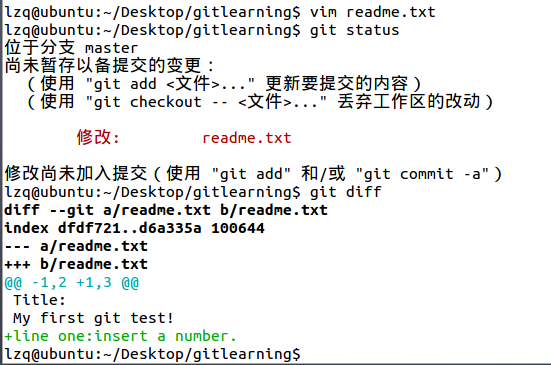 lzq@ubuntu:~/Desktop/gitlearning$ vim readme.txt
lzq@ubuntu:~/Desktop/gitlearning$ git status
位于分支 master
尚未暂存以备提交的变更：
  （使用 "git add <文件>..." 更新要提交的内容）
  （使用 "git checkout -- <文件>..." 丢弃工作区的改动）
        修改:         readme.txt
修改尚未加入提交（使用 "git add" 和/或 "git commit -a"）
lzq@ubuntu:~/Desktop/gitlearning$ git diff
diff --git a/readme.txt b/readme.txt
index dfdf721..d6a335a 100644
--- a/readme.txt
+++ b/readme.txt
@@ -1,2 +1,3 @@
 Title:
 My first git test!
+line one:insert a number.
lzq@ubuntu:~/Desktop/gitlearning$